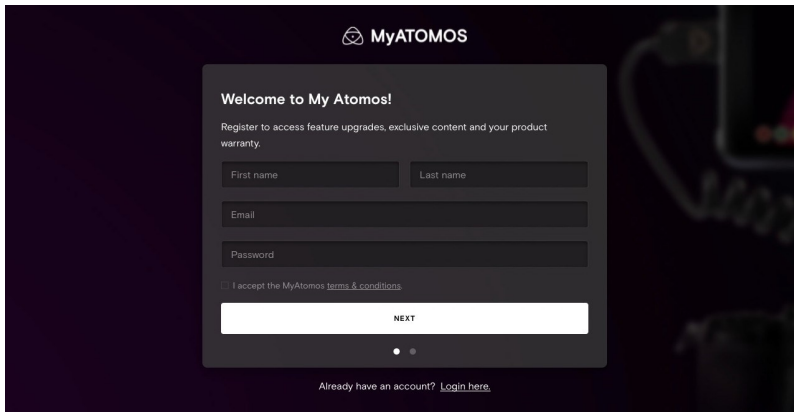 MyATOMOS
Welcome to My Atomos!
Register to access feature upgrades, exclusive content and your product
warranty.
First name
Last name
Email
Password
I accept the MyAtomos terms & conditions.
NEXT
Already have an account? Login here.